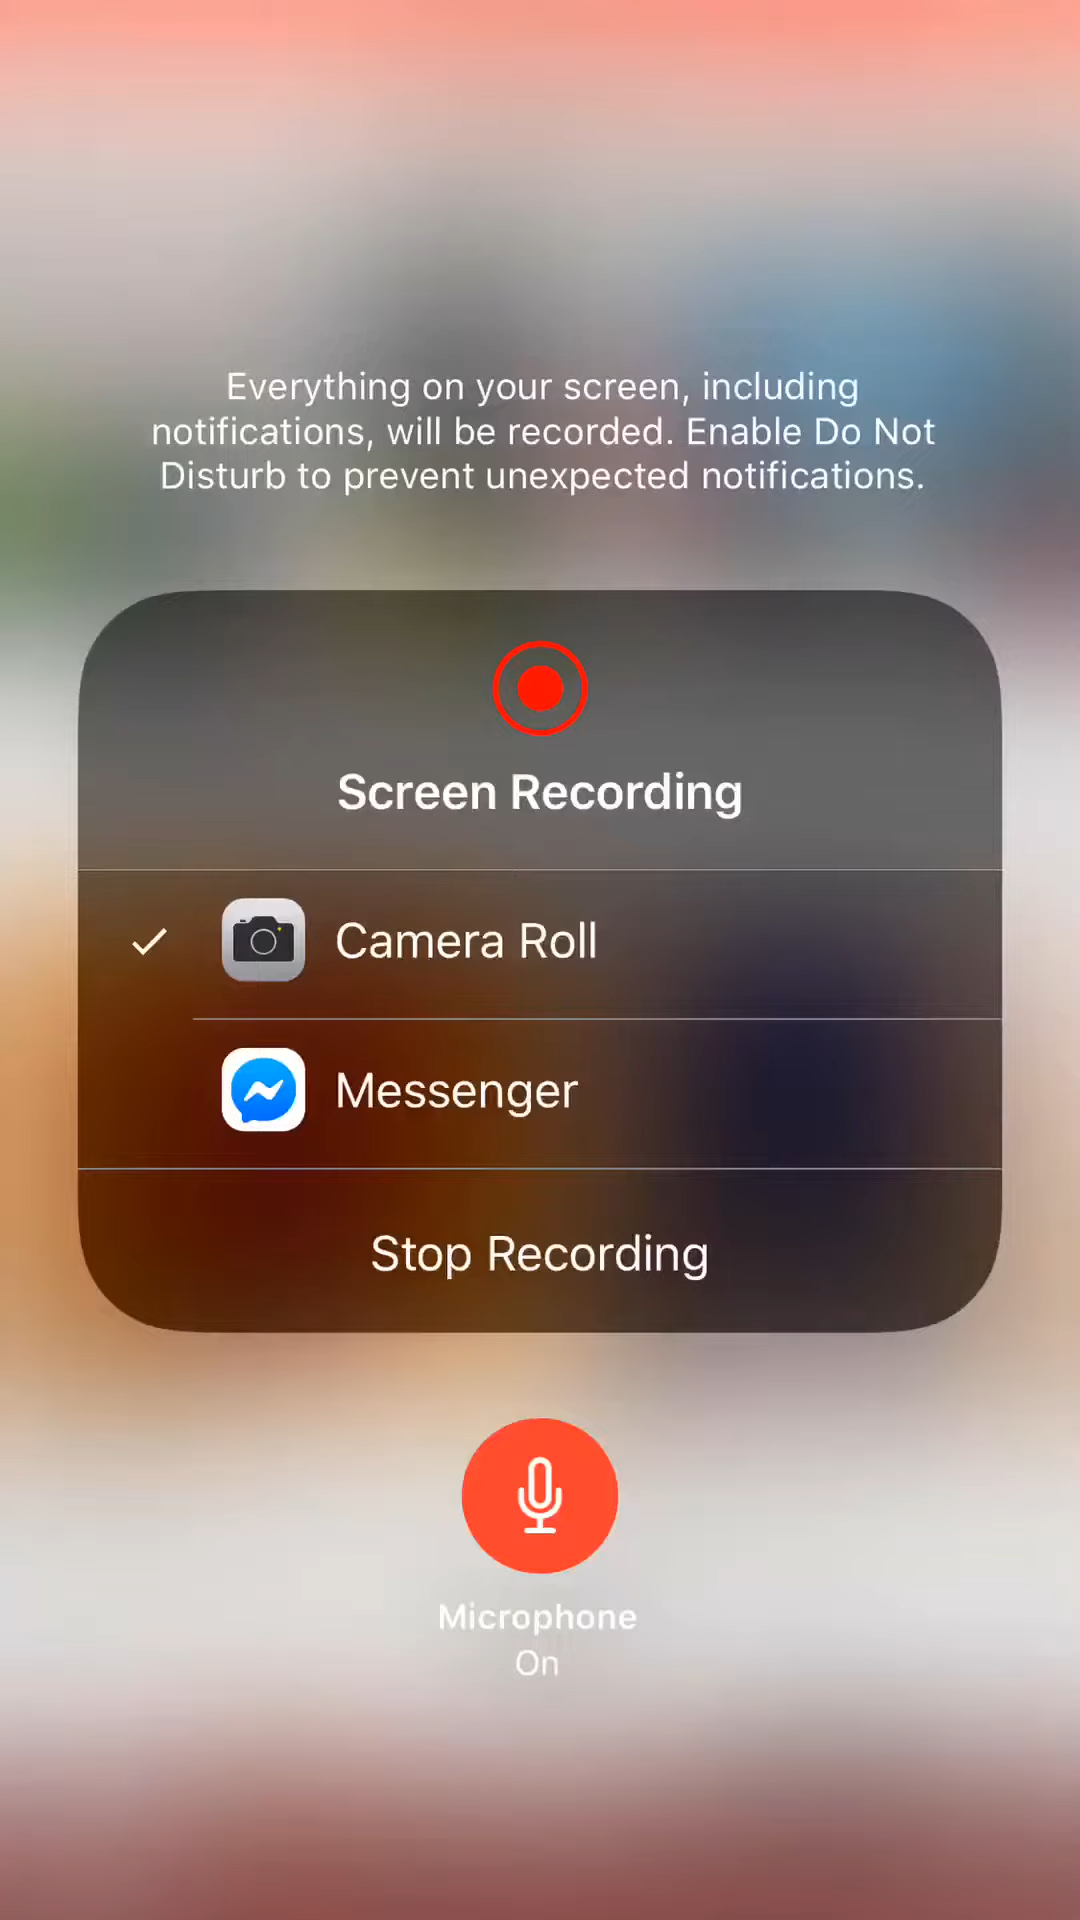 Everything on your screen, including
notifications, will be recorded. Enable Do Not
Disturb to prevent unexpected notifications.
Screen Recording
Camera Roll
Messenger
Stop Recording
Microphone
On